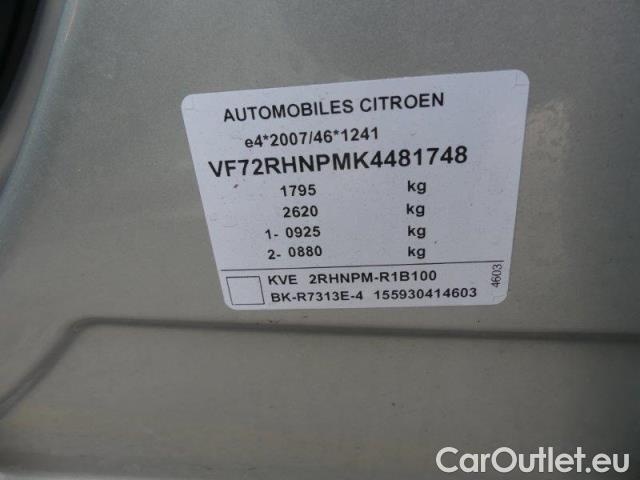 AUTOMOBILES CITROEN
e4*2007/46*1241
VF72RHNPMK4481748
1795 kg
2620 kg
1- 0925 kg
2- 0880 kg
4603
KVE 2RHNPM-R1B100
BK-R7313E-4 155930414603
CarOutlet.eu